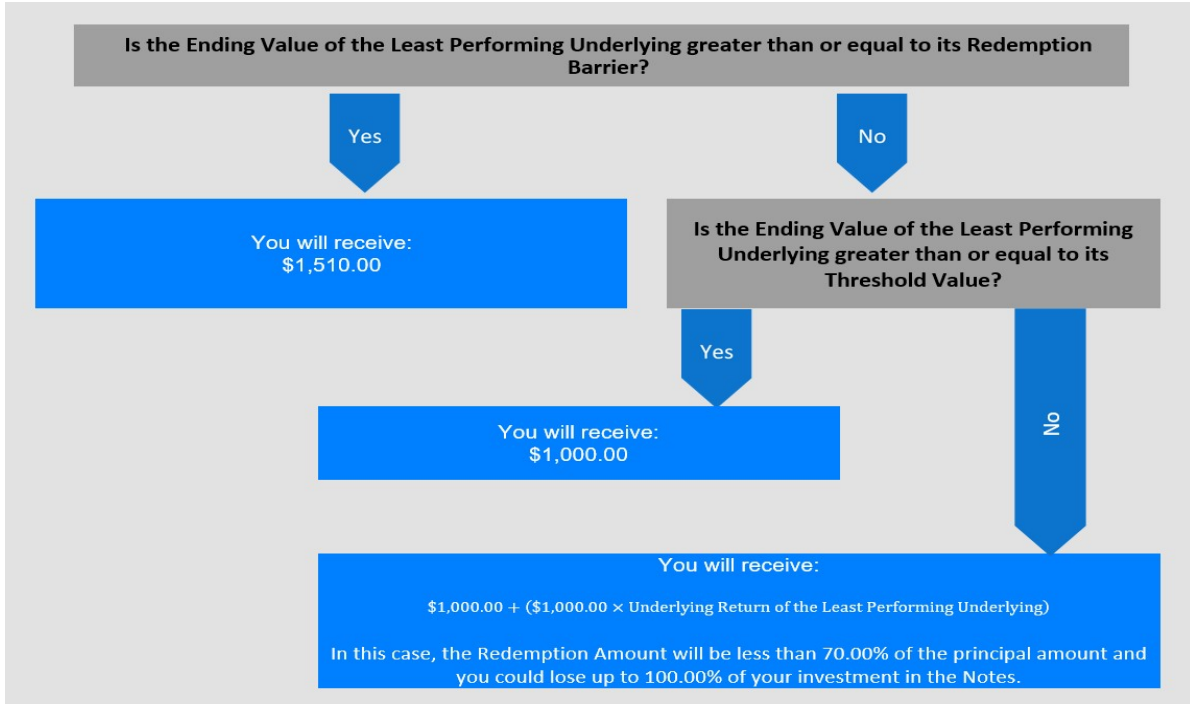 Is the Ending Value of the Least Performing Underlying greater than or equal to its Redemption
Barrier?
Yes
No
You will receive:
$1,510.00
Is the Ending Value of the Least Performing
Underlying greater than or equal to its
Threshold Value?
Yes
No
You will receive:
$1,000.00
You will receive:
$1,000.00 + ($1,000.00 × Underlying Return of the Least Performing Underlying)
In this case, the Redemption Amount will be less than 70.00% of the principal amount and
you could lose up to 100.00% of your investment in the Notes.